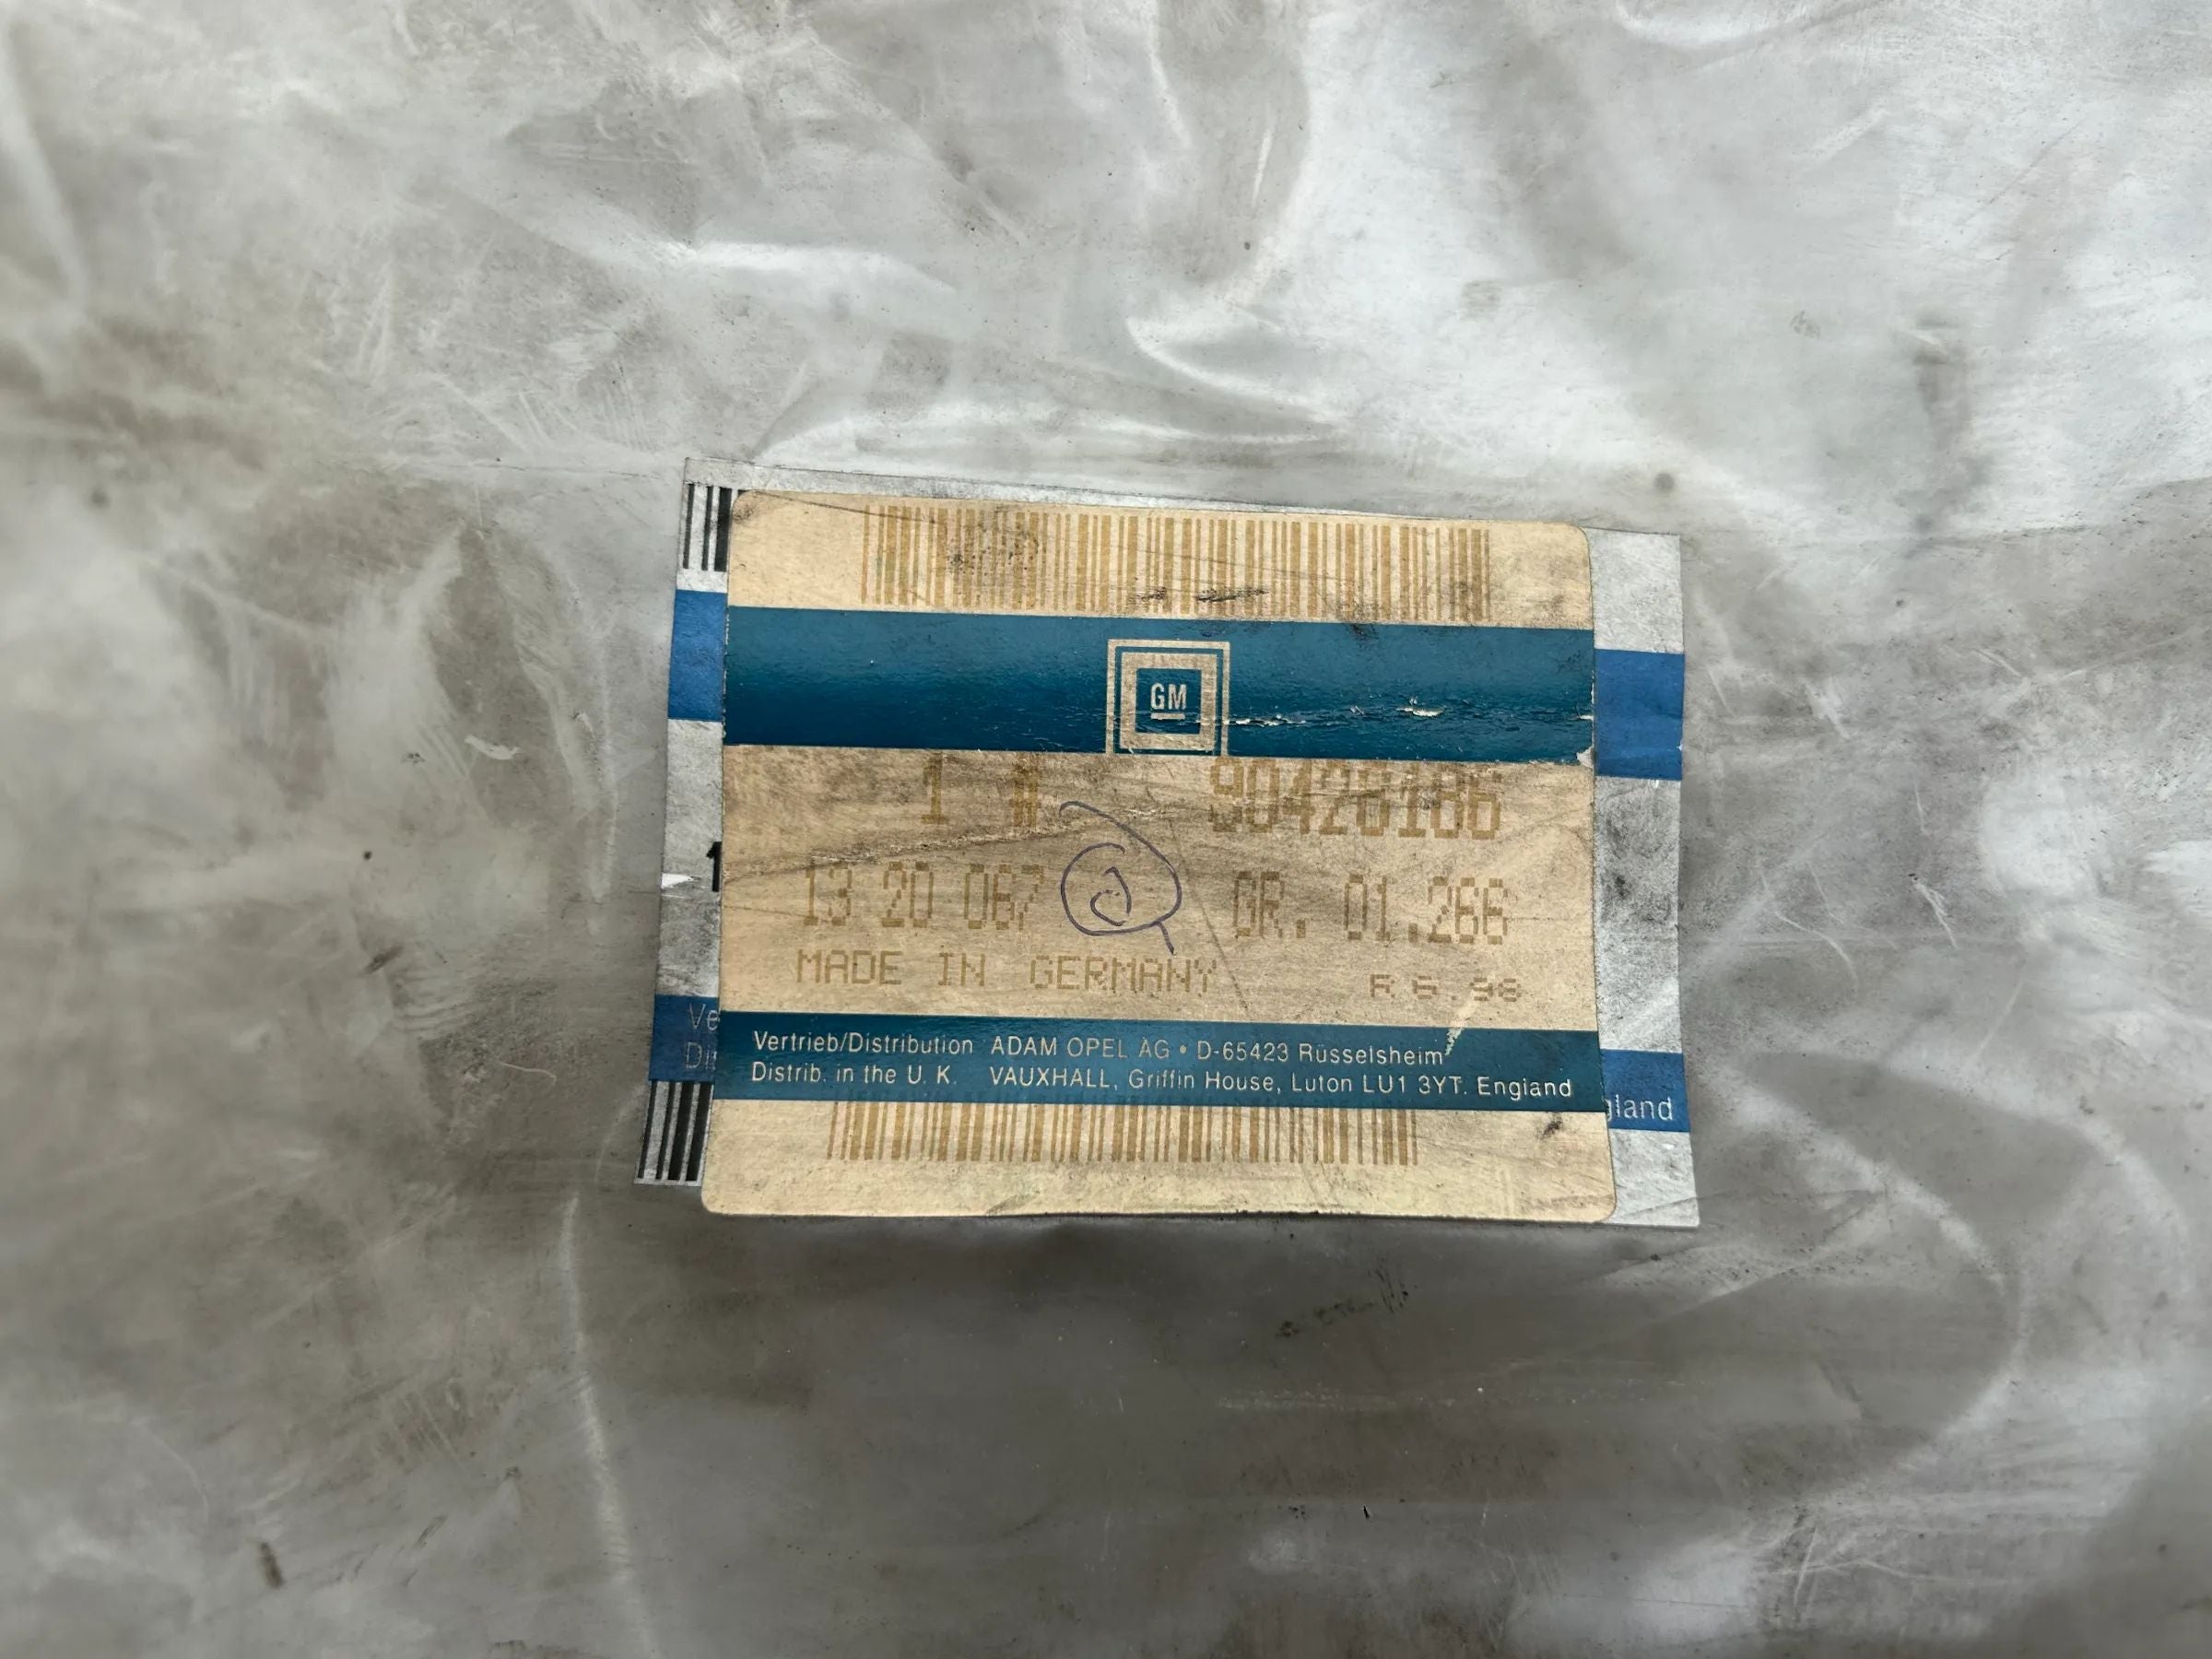 GM
1 #
90428186
13 20 067
GR. 01.266
MADE IN GERMANY
R 6.98
Vertrieb/Distribution ADAM OPEL AG • D-65423 Rüsselsheim
Distrib. in the U. K. VAUXHALL, Griffin House, Luton LU1 3YT. England